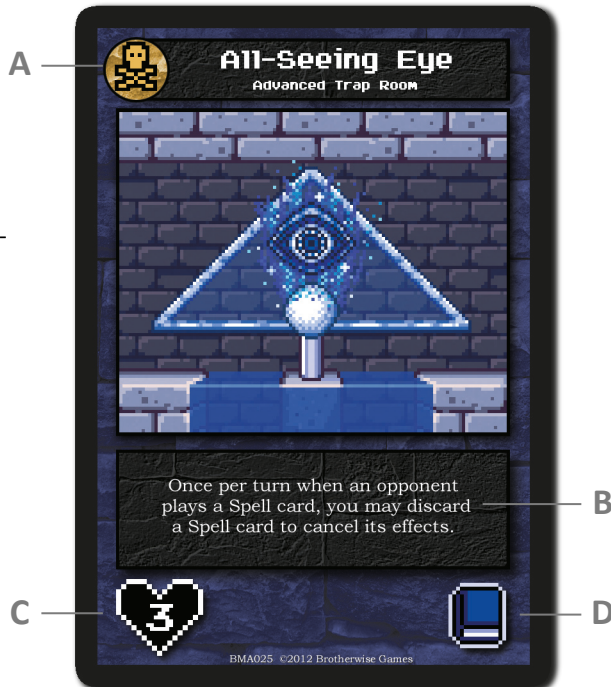 A
All-Seeing Eye
Advanced Trap Room
Once per turn when an opponent
plays a Spell card, you may discard
a Spell card to cancel its effects.
B
C
3
D
BMA025 ©2012 Brotherwise Games